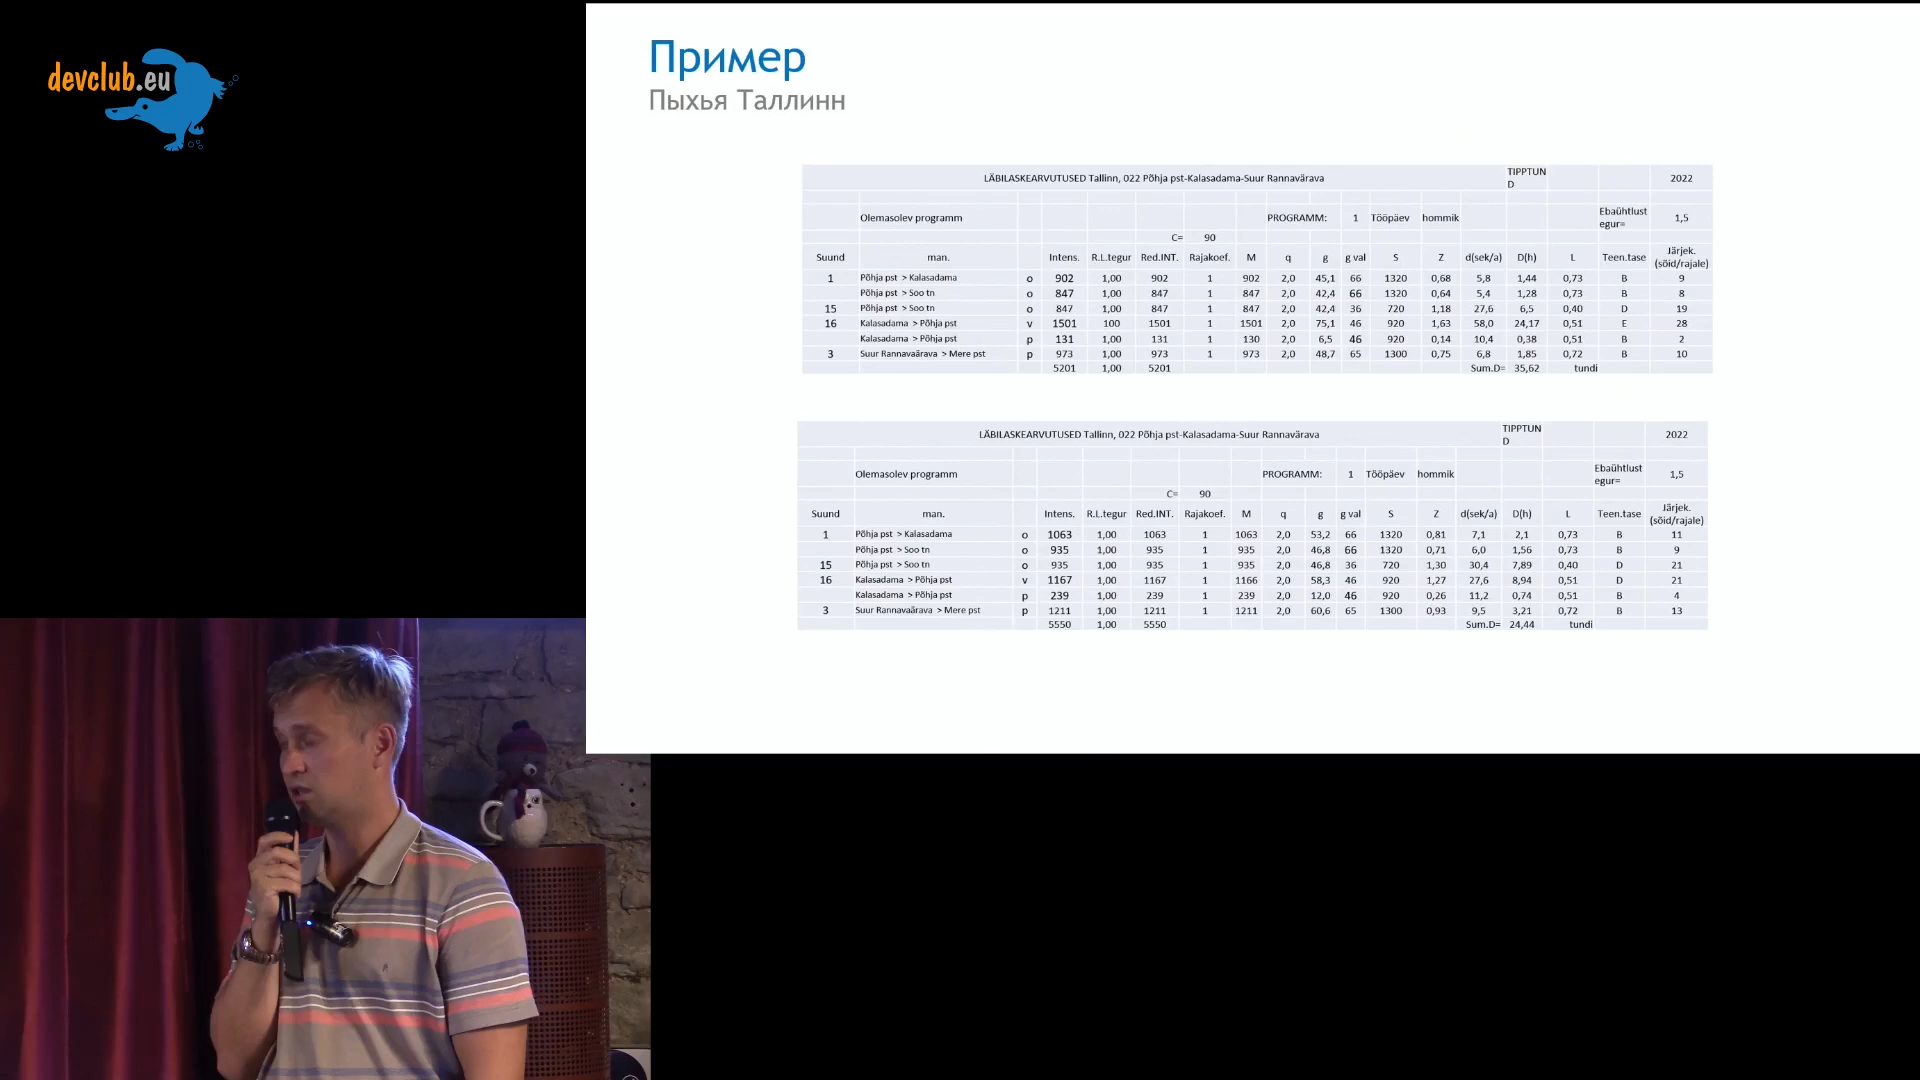 devclub.eu
Пример
Пыхья Таллинн
LÄBILASKEARVUTUSED Tallinn, 022 Põhja pst-Kalasadama-Suur Rannavärava TIPPTUN D 2022
Olemasolev programm PROGRAMM: 1 Tööpäev hommik Ebaühtlust egur= 1,5
C= 90
Suund man. Intens. R.L.tegur Red.INT. Rajakoef. M q g g val S Z d(sek/a) D(h) L Teen.tase Järjek. (sõid/rajale)
1 Põhja pst > Kalasadama o 902 1,00 902 1 902 2,0 45,1 66 1320 0,68 5,8 1,44 0,73 B 9
Põhja pst > Soo tn o 847 1,00 847 1 847 2,0 42,4 66 1320 0,64 5,4 1,28 0,73 B 8
15 Põhja pst > Soo tn o 847 1,00 847 1 847 2,0 42,4 36 720 1,18 27,6 6,5 0,40 D 19
16 Kalasadama > Põhja pst v 1501 100 1501 1 1501 2,0 75,1 46 920 1,63 58,0 24,17 0,51 E 28
Kalasadama > Põhja pst p 131 1,00 131 1 130 2,0 6,5 46 920 0,14 10,4 0,38 0,51 B 2
3 Suur Rannavaärava > Mere pst p 973 1,00 973 1 973 2,0 48,7 65 1300 0,75 6,8 1,85 0,72 B 10
5201 1,00 5201 Sum.D= 35,62 tundi
LÄBILASKEARVUTUSED Tallinn, 022 Põhja pst-Kalasadama-Suur Rannavärava TIPPTUN D 2022
Olemasolev programm PROGRAMM: 1 Tööpäev hommik Ebaühtlust egur= 1,5
C= 90
Suund man. Intens. R.L.tegur Red.INT. Rajakoef. M q g g val S Z d(sek/a) D(h) L Teen.tase Järjek. (sõid/rajale)
1 Põhja pst > Kalasadama o 1063 1,00 1063 1 1063 2,0 53,2 66 1320 0,81 7,1 2,1 0,73 B 11
Põhja pst > Soo tn o 935 1,00 935 1 935 2,0 46,8 66 1320 0,71 6,0 1,56 0,73 B 9
15 Põhja pst > Soo tn o 935 1,00 935 1 935 2,0 46,8 36 720 1,30 30,4 7,89 0,40 D 21
16 Kalasadama > Põhja pst v 1167 1,00 1167 1 1166 2,0 58,3 46 920 1,27 27,6 8,94 0,51 D 21
Kalasadama > Põhja pst p 239 1,00 239 1 239 2,0 12,0 46 920 0,26 11,2 0,74 0,51 B 4
3 Suur Rannavaärava > Mere pst p 1211 1,00 1211 1 1211 2,0 60,6 65 1300 0,93 9,5 3,21 0,72 B 13
5550 1,00 5550 Sum.D= 24,44 tundi